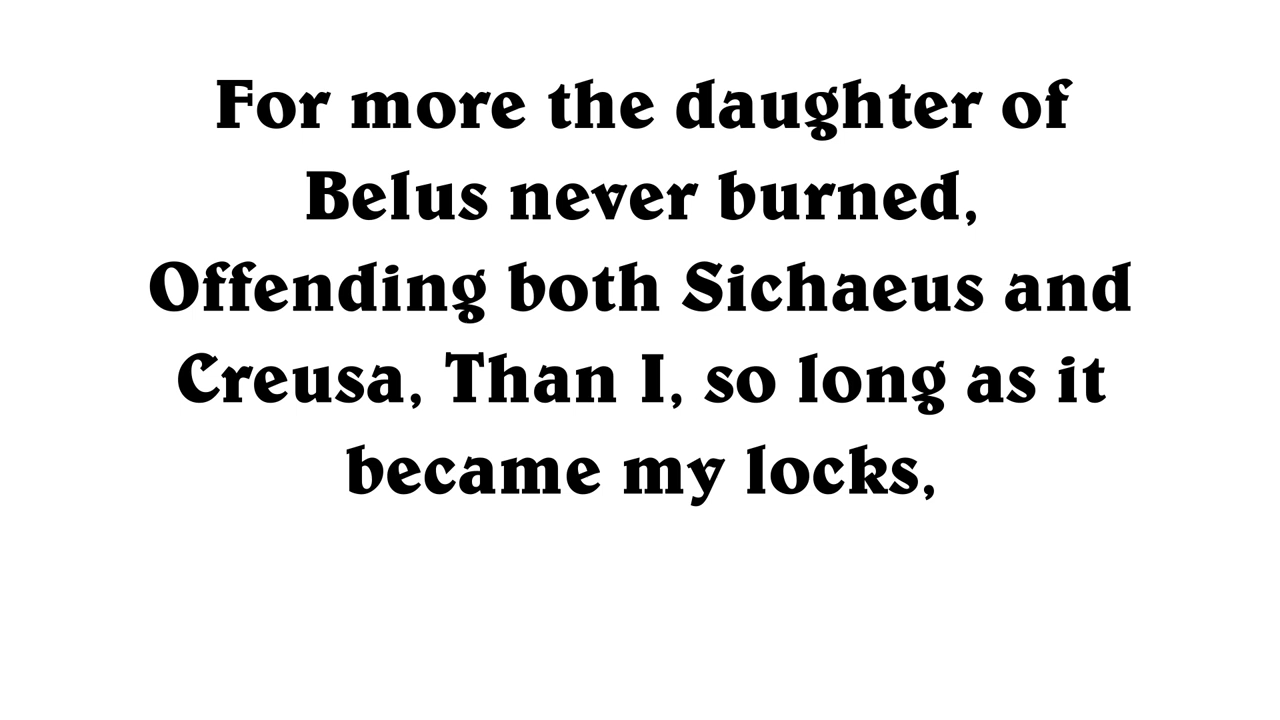 For more the daughter of
Belus never burned,
Offending both Sichaeus and
Creusa, Than I, so long as it
became my locks,